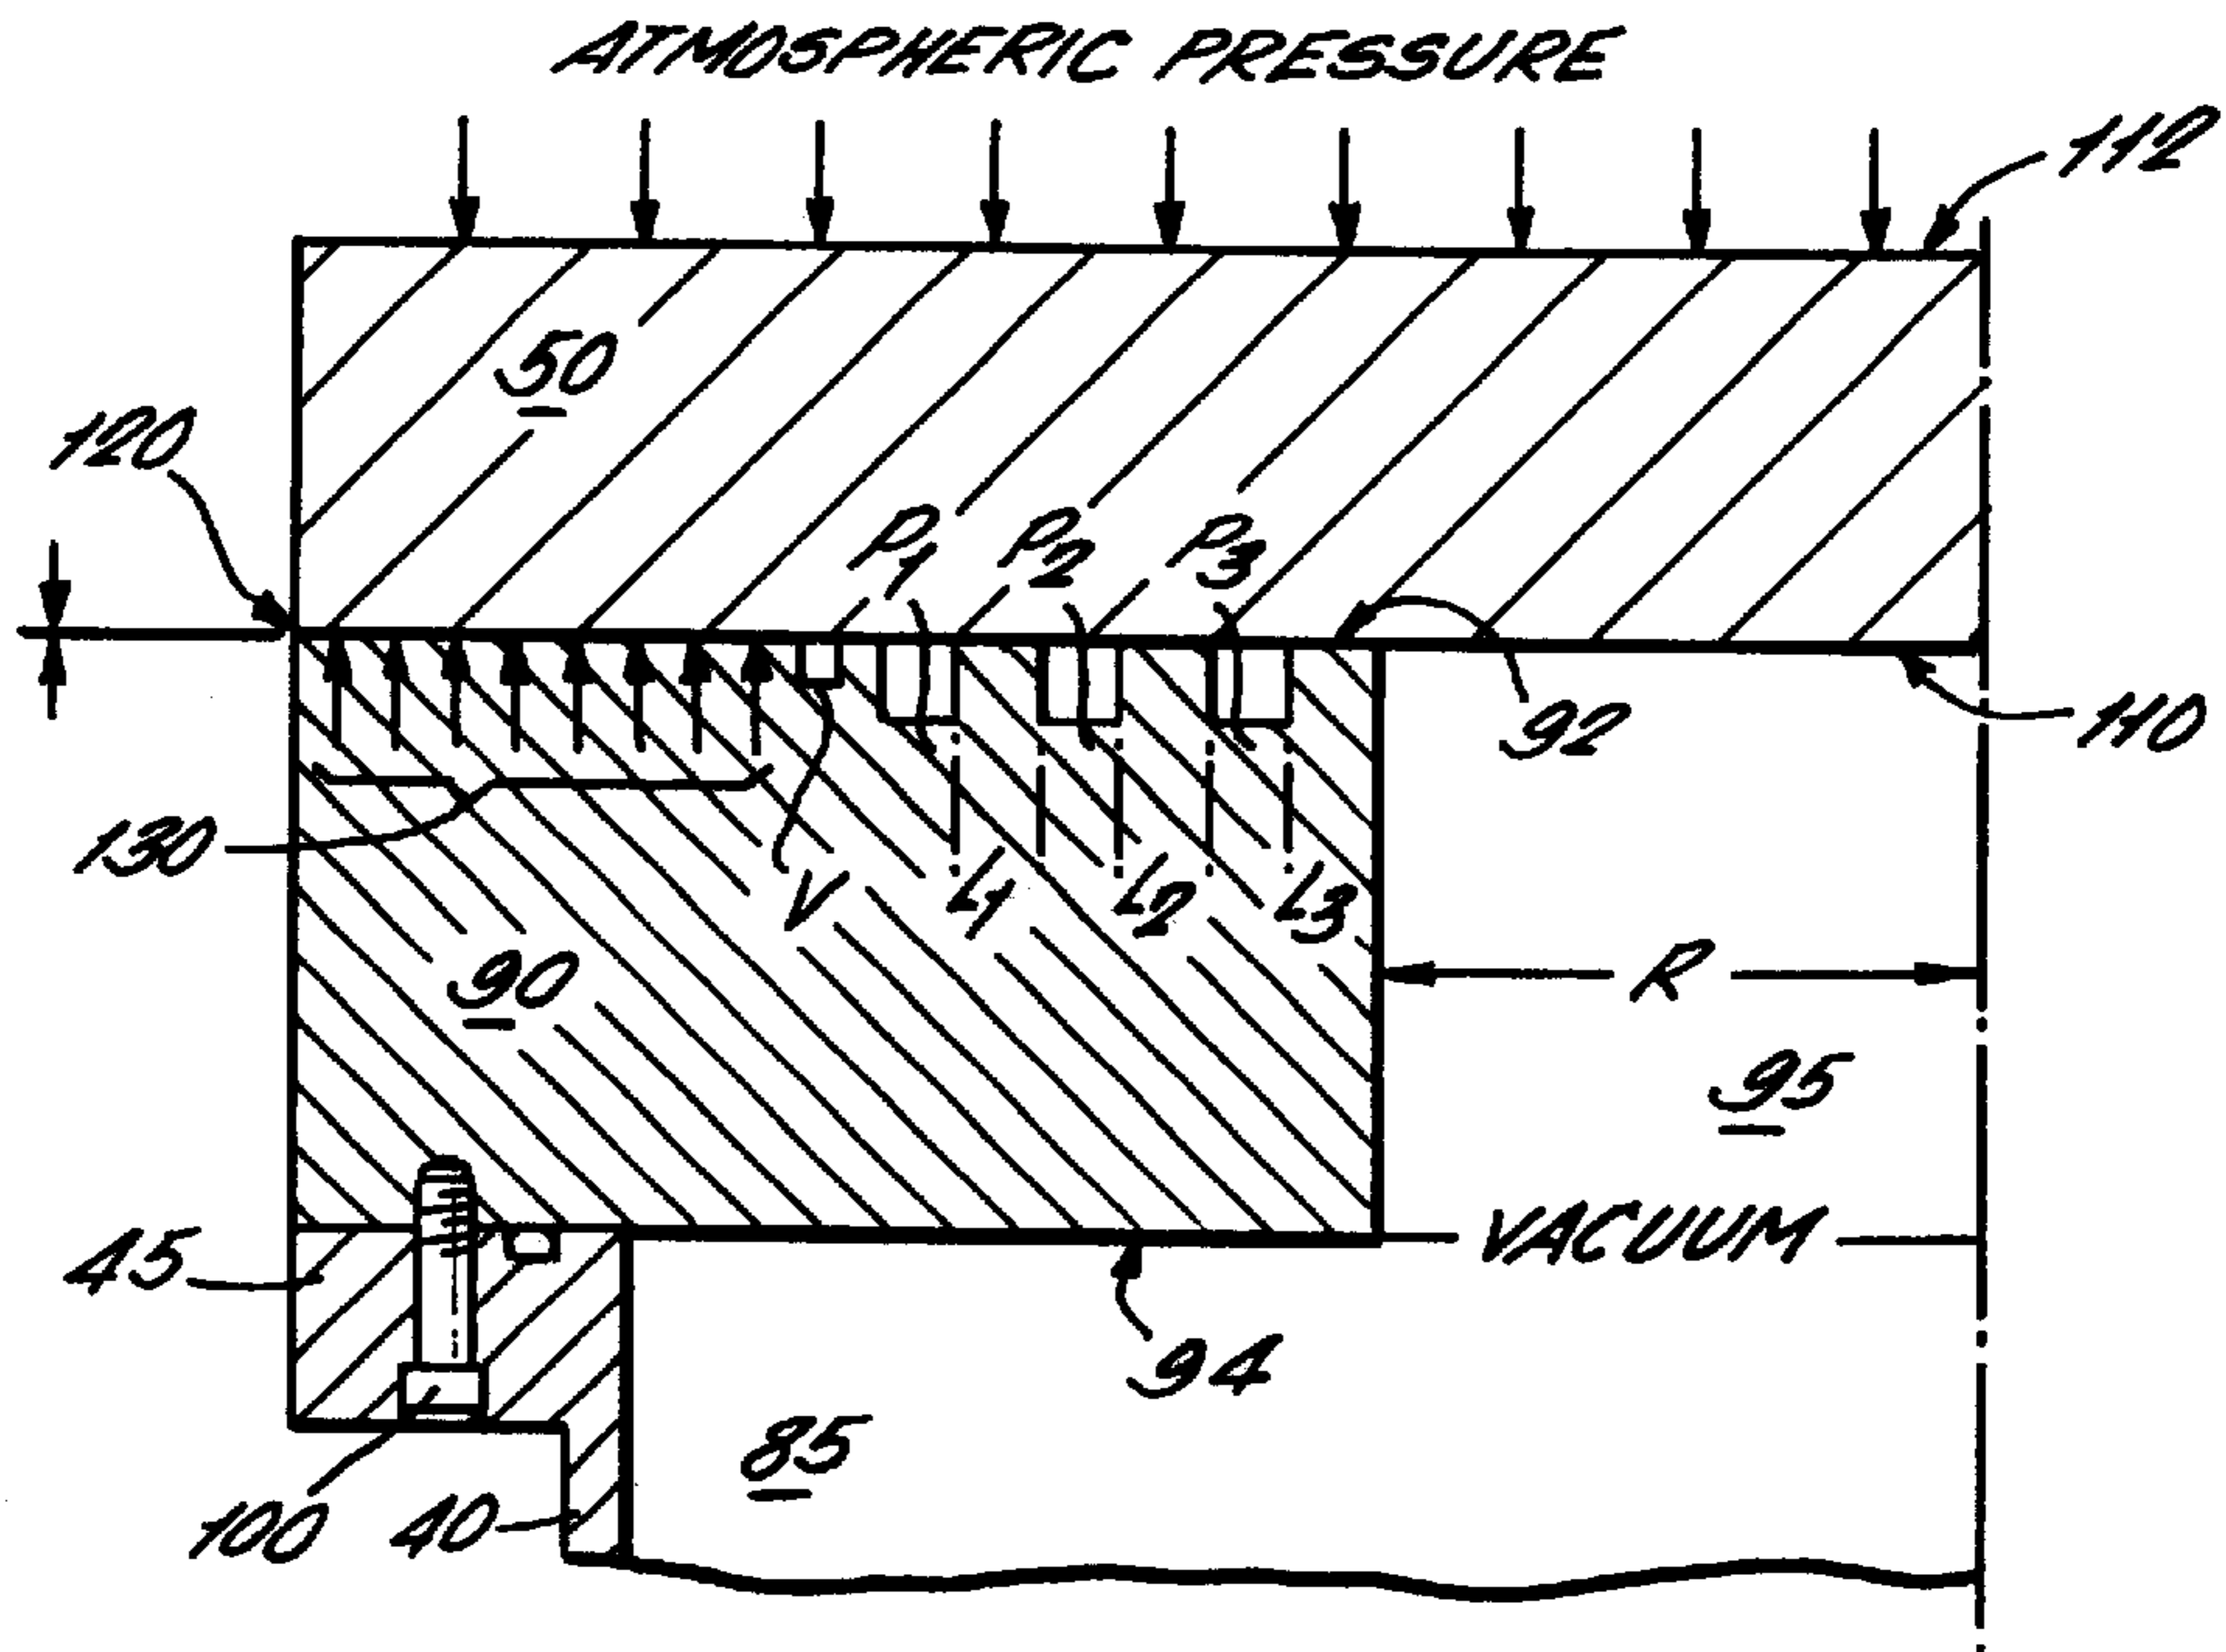 ATMOSPHERIC PRESSURE
112
50
120
P1 P2 P3
92
110
130
V L1 L2 L3
90
R
95
45
VACUUM
94
85
100 40